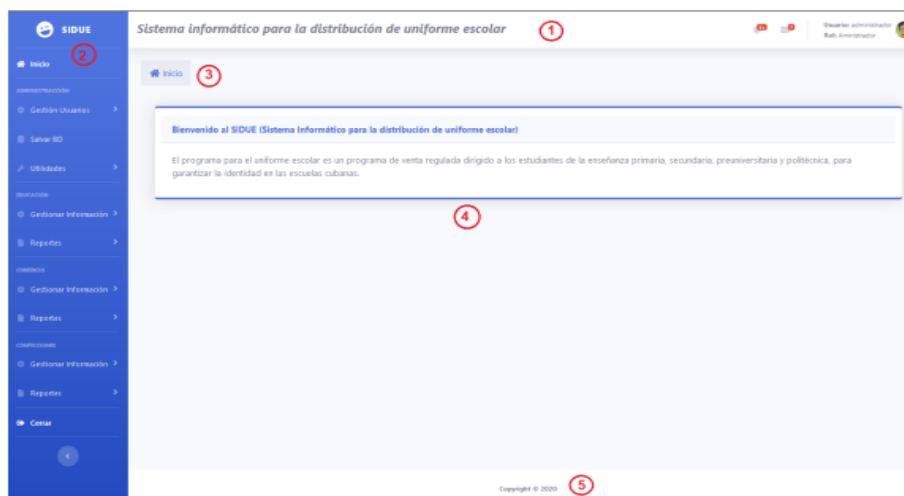 SIDUE
Sistema informático para la distribución de uniforme escolar
1
Usuario: administrador
Rol: Administrador
2
Inicio
Inicio
3
ADMINISTRACIÓN
Gestión Usuarios
Salvar BD
Utilidades
EDUCACIÓN
Gestionar Información
Reportes
COMERCIO
Gestionar Información
Reportes
CONFECCIONES
Gestionar Información
Reportes
Cerrar
Bienvenido al SIDUE (Sistema Informático para la distribución de uniforme escolar)
El programa para el uniforme escolar es un programa de venta regulada dirigido a los estudiantes de la enseñanza primaria, secundaria, preuniversitaria y politécnica, para
garantizar la identidad en las escuelas cubanas.
4
Copyright © 2020
5